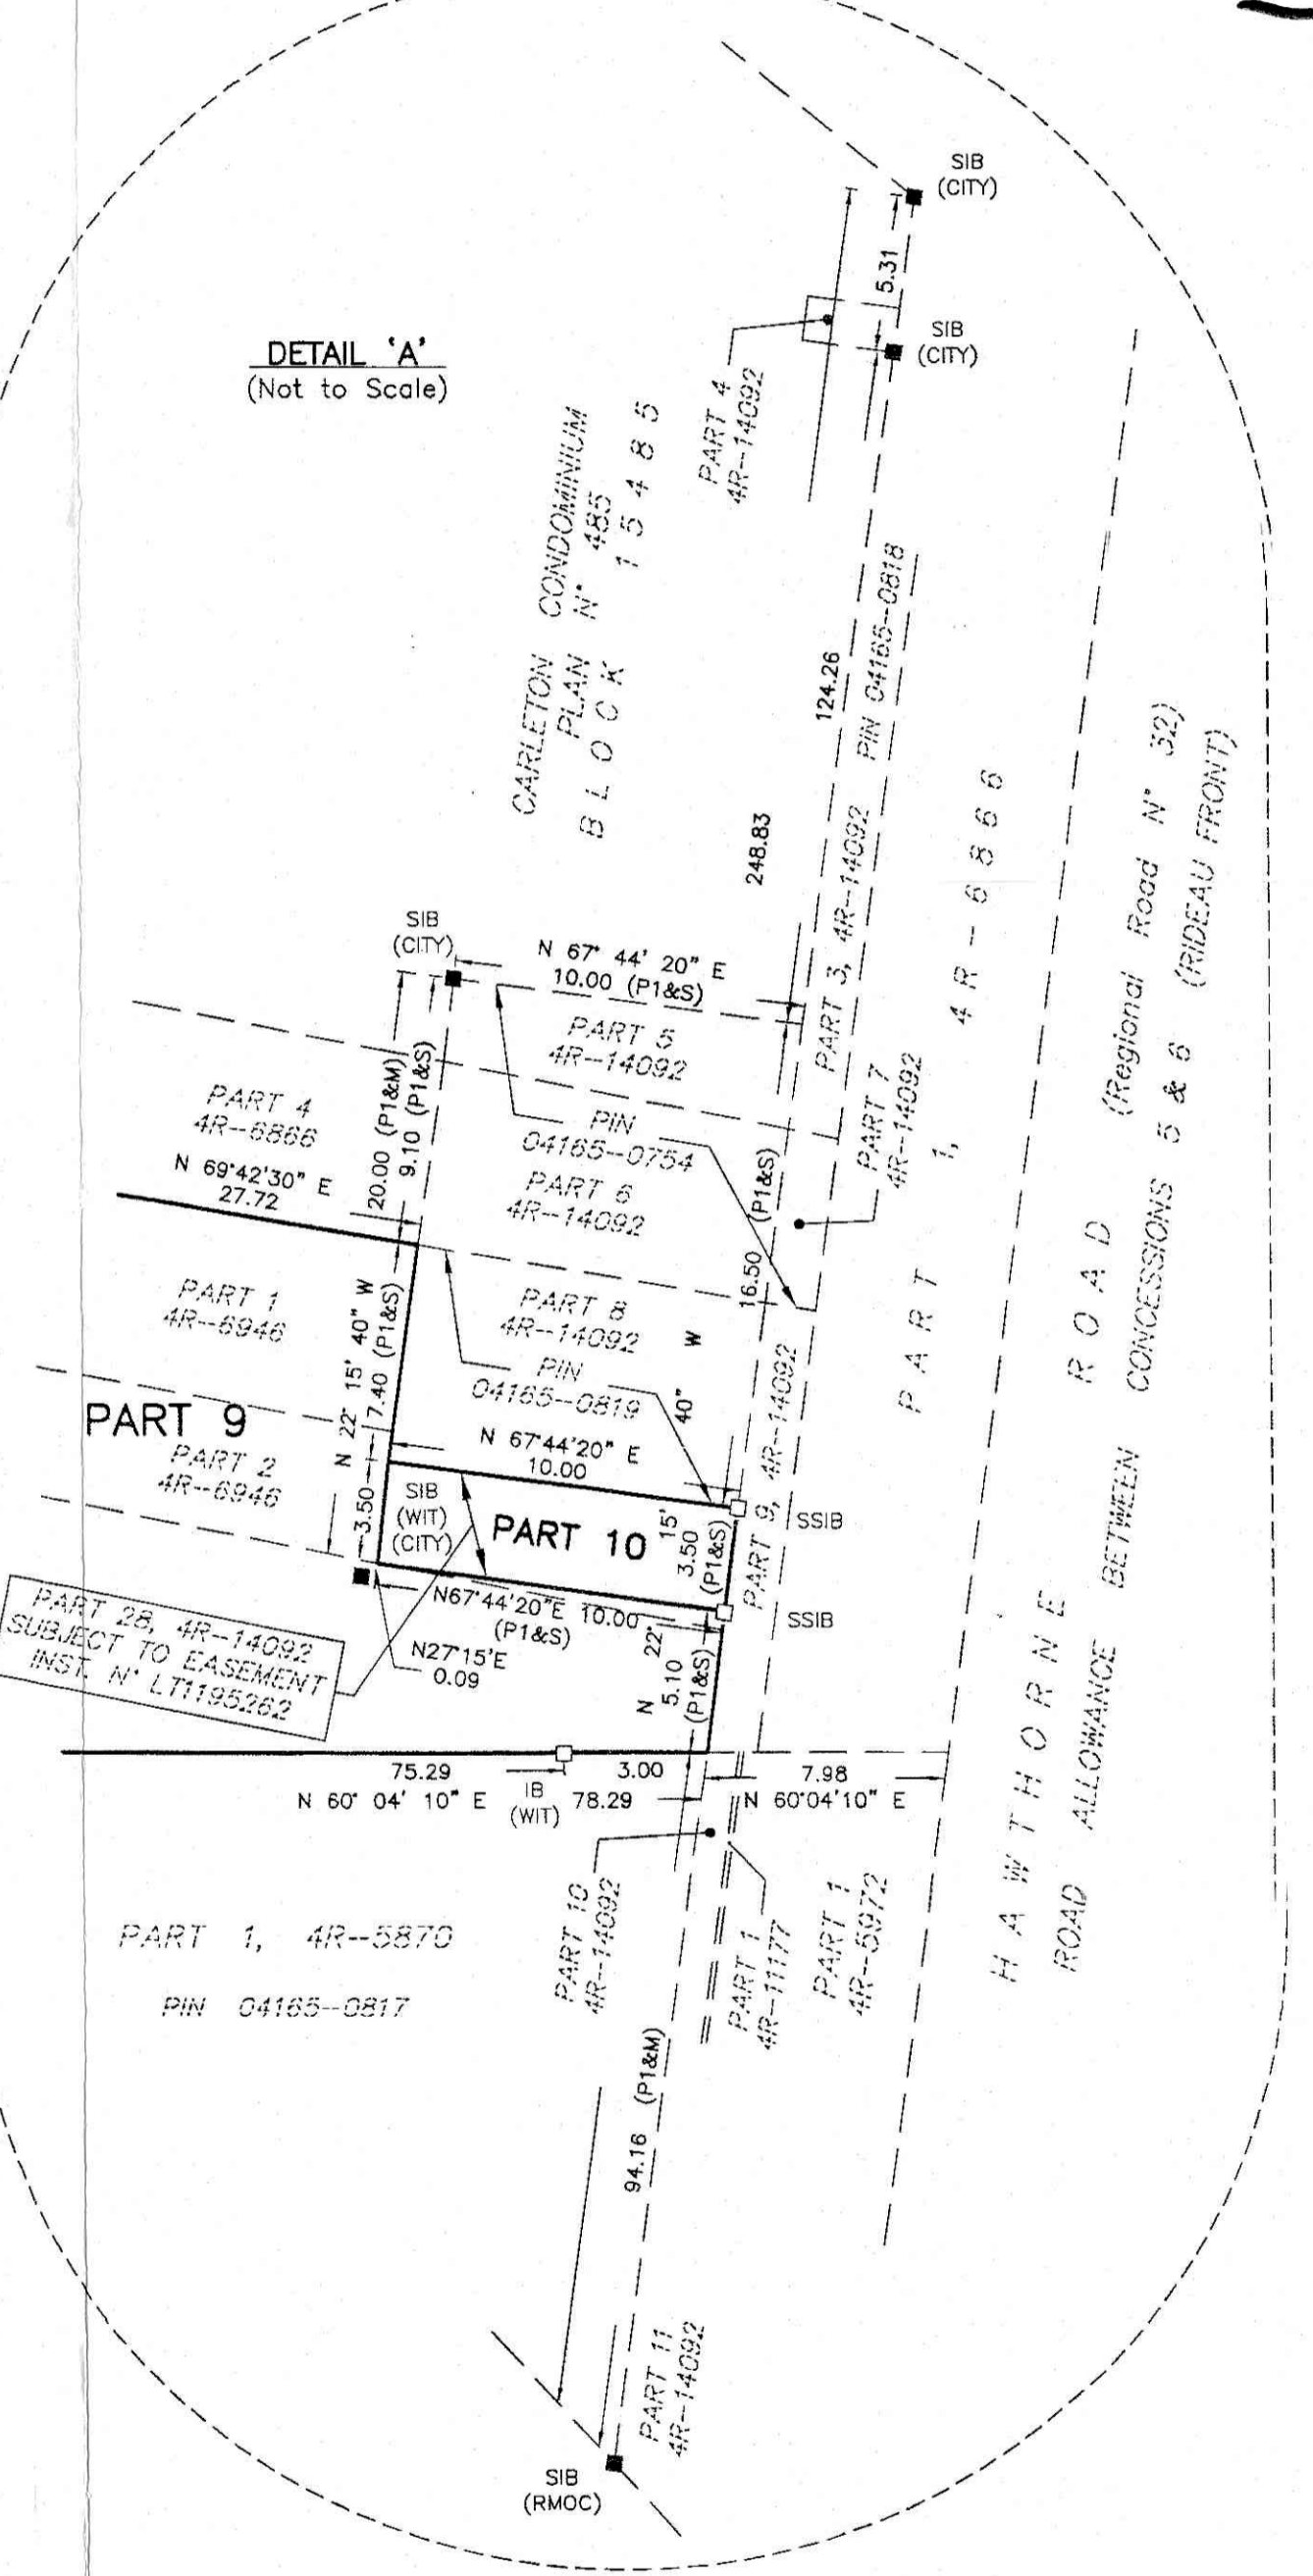 SIB
(CITY)
5.31
SIB
(CITY)
DETAIL 'A'
(Not to Scale)
PART 4
4R-14092
CARLETON CONDOMINIUM
PLAN N° 485
BLOCK 15485
124.26
PIN 04165-0818
PART 3, 4R-14092
248.83
PART 1, 4R-6866
SIB
(CITY)
N 67° 44' 20" E
10.00 (P1&S)
PART 5
4R-14092
20.00 (P1&M)
9.10 (P1&S)
PART 4
4R-6866
N 69°42'30" E
27.72
PIN
04165-0754
PART 6
4R-14092
PART 7
4R-14092
16.50 (P1&S)
PART 1
4R-6946
N 22° 15' 40" W
7.40 (P1&S)
PART 8
4R-14092
PIN
04165-0819
PART 9
PART 2
4R-6946
N 67°44'20" E
10.00
3.50
SIB
(WIT)
(CITY)
PART 10
N 22° 15' 40" W
3.50
(P1&S)
PART 9, 4R-14092
SSIB
SSIB
N67°44'20"E 10.00
(P1&S)
N27°15'E
0.09
5.10
(P1&S)
PART 28, 4R-14092
SUBJECT TO EASEMENT
INST. N° LT1195262
75.29
3.00
7.98
N 60° 04' 10" E
IB
(WIT)
78.29
N 60°04'10" E
HAWTHORNE ROAD (Regional Road N° 32)
ROAD ALLOWANCE BETWEEN CONCESSIONS 5 & 6 (RIDEAU FRONT)
PART 1, 4R-5870
PIN 04165-0817
PART 10
4R-14092
PART 1
4R-11177
PART 1
4R-5972
94.16 (P1&M)
PART 11
4R-14092
SIB
(RMOC)